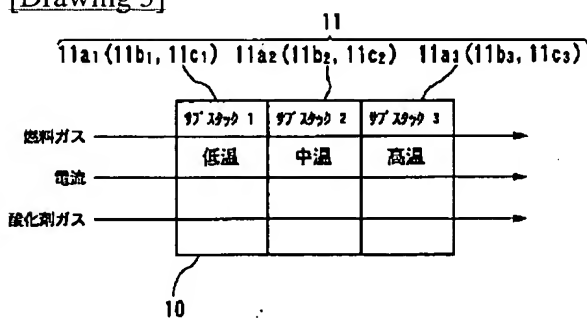 [Drawing 3]
11
11a1(11b1, 11c1) 11a2(11b2, 11c2) 11a3(11b3, 11c3)
ｻﾌﾞｽﾀｯｸ 1 ｻﾌﾞｽﾀｯｸ 2 ｻﾌﾞｽﾀｯｸ 3
燃料ガス
低温 中温 高温
電流
酸化剤ガス
10